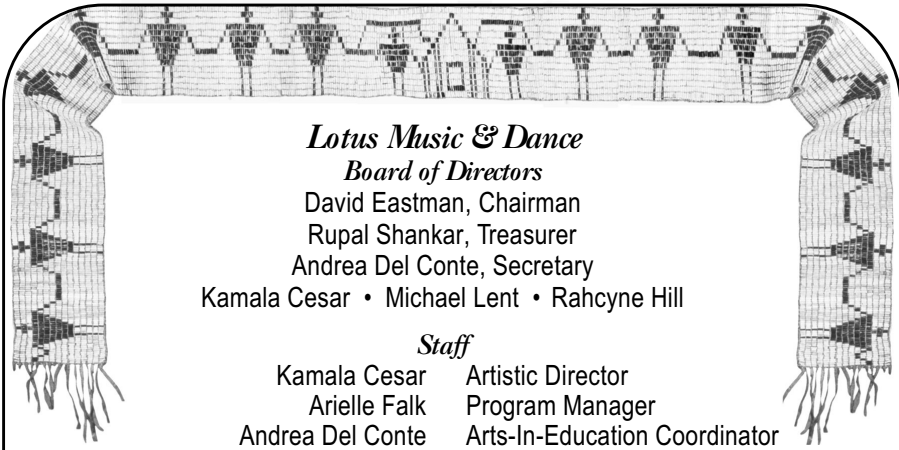 Lotus Music & Dance
Board of Directors
David Eastman, Chairman
Rupal Shankar, Treasurer
Andrea Del Conte, Secretary
Kamala Cesar • Michael Lent • Rahcyne Hill
Staff
Kamala Cesar Artistic Director
Arielle Falk Program Manager
Andrea Del Conte Arts-In-Education Coordinator